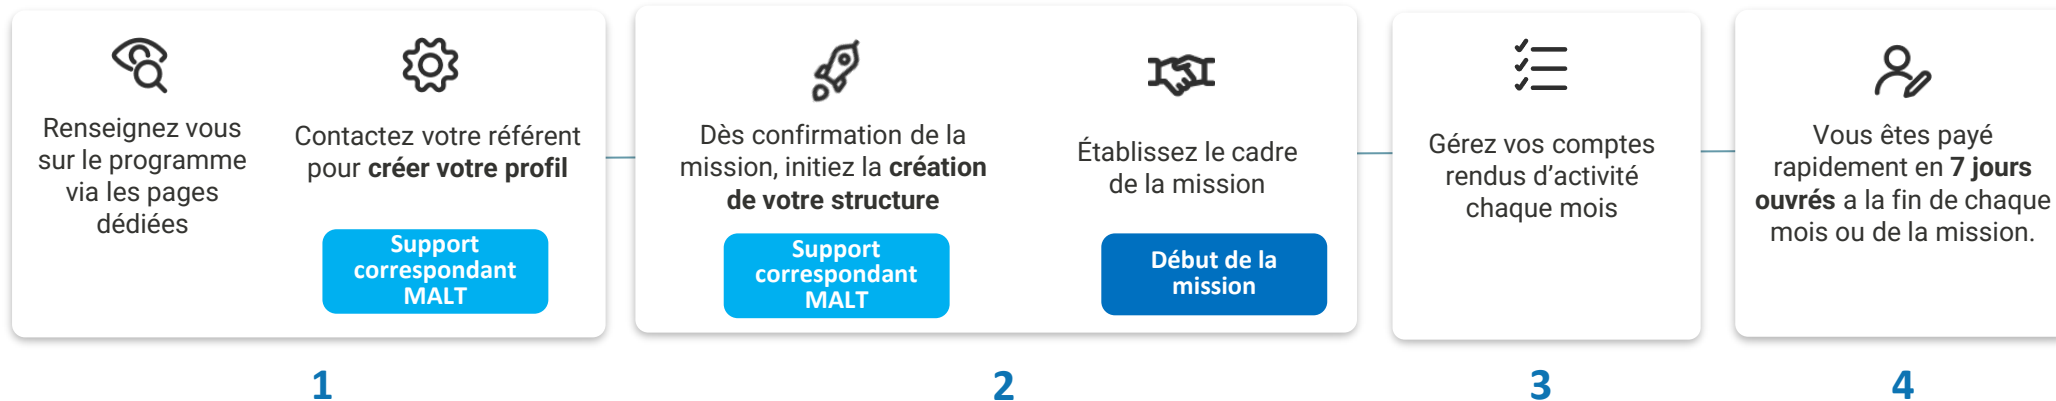 Renseignez vous
sur le programme
via les pages
dédiées
Contactez votre référent
pour créer votre profil
Support
correspondant
MALT
1
Dès confirmation de la
mission, initiez la création
de votre structure
Support
correspondant
MALT
Établissez le cadre
de la mission
Début de la
mission
2
Gérez vos comptes
rendus d’activité
chaque mois
3
Vous êtes payé
rapidement en 7 jours
ouvrés a la fin de chaque
mois ou de la mission.
4